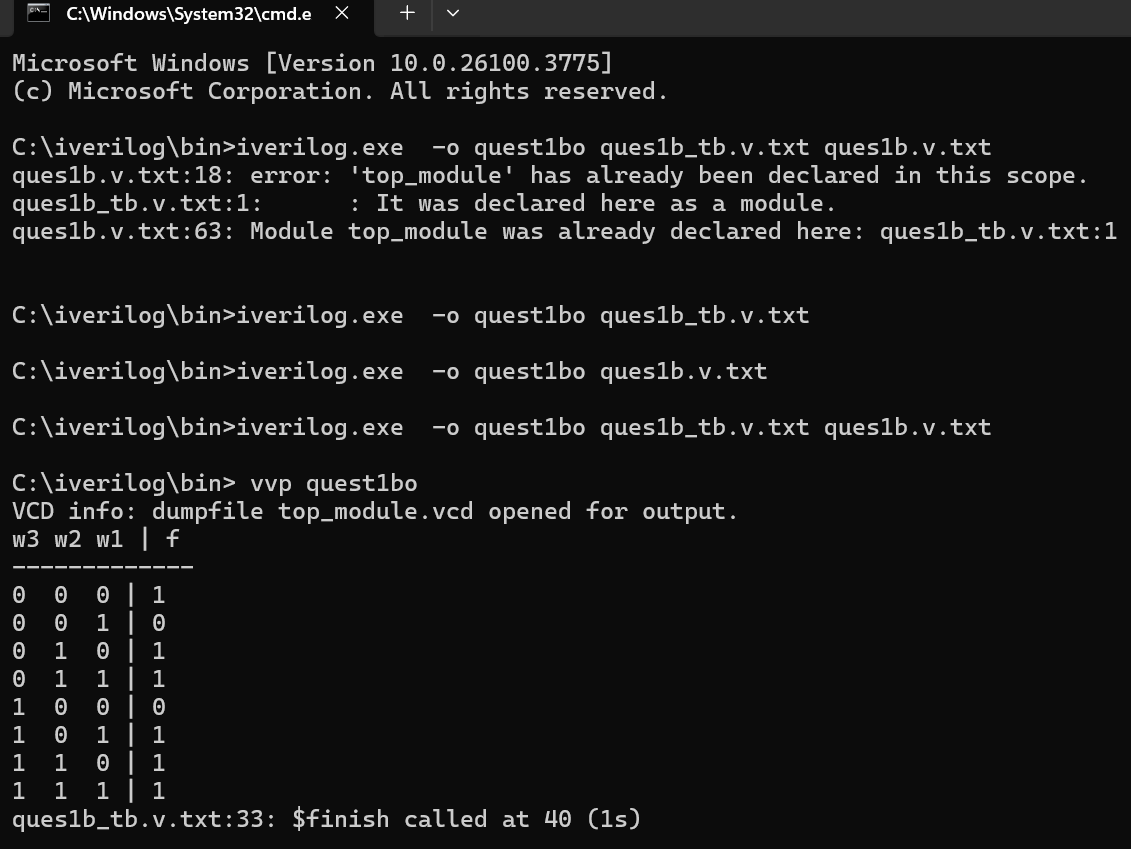 C:\Windows\System32\cmd.e
Microsoft Windows [Version 10.0.26100.3775]
(c) Microsoft Corporation. All rights reserved.
C:\iverilog\bin>iverilog.exe  -o quest1bo ques1b_tb.v.txt ques1b.v.txt
ques1b.v.txt:18: error: 'top_module' has already been declared in this scope.
ques1b_tb.v.txt:1:      : It was declared here as a module.
ques1b.v.txt:63: Module top_module was already declared here: ques1b_tb.v.txt:1
C:\iverilog\bin>iverilog.exe  -o quest1bo ques1b_tb.v.txt
C:\iverilog\bin>iverilog.exe  -o quest1bo ques1b.v.txt
C:\iverilog\bin>iverilog.exe  -o quest1bo ques1b_tb.v.txt ques1b.v.txt
C:\iverilog\bin> vvp quest1bo
VCD info: dumpfile top_module.vcd opened for output.
w3 w2 w1 | f
-------------
0  0  0 | 1
0  0  1 | 0
0  1  0 | 1
0  1  1 | 1
1  0  0 | 0
1  0  1 | 1
1  1  0 | 1
1  1  1 | 1
ques1b_tb.v.txt:33: $finish called at 40 (1s)